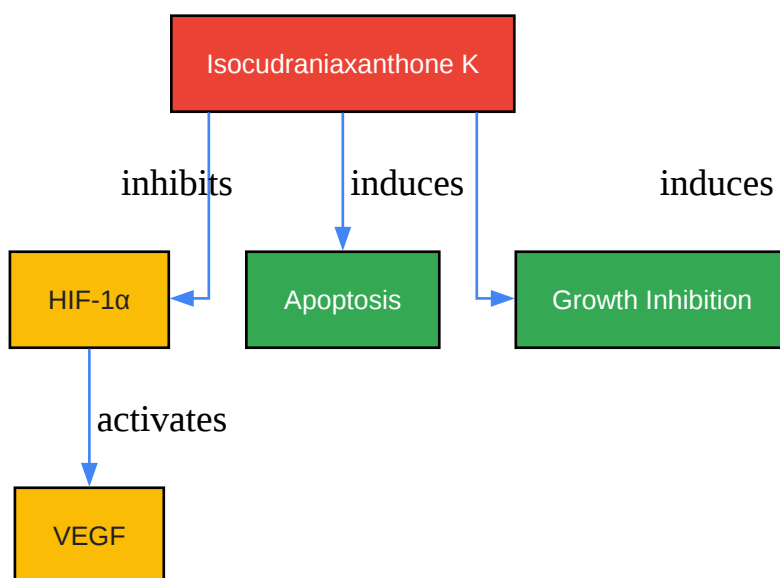 Isocudraniaxanthone K
inhibits
induces
induces
HIF-1α
Apoptosis
Growth Inhibition
activates
VEGF